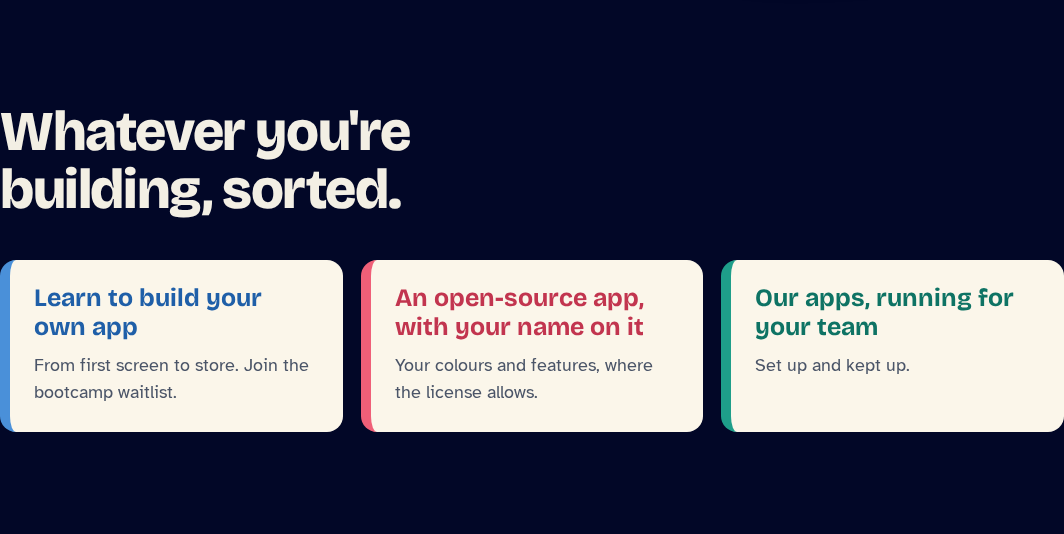 Whatever you're
building, sorted.
Learn to build your
own app
From first screen to store. Join the
bootcamp waitlist.
An open-source app,
with your name on it
Your colours and features, where
the license allows.
Our apps, running for
your team
Set up and kept up.